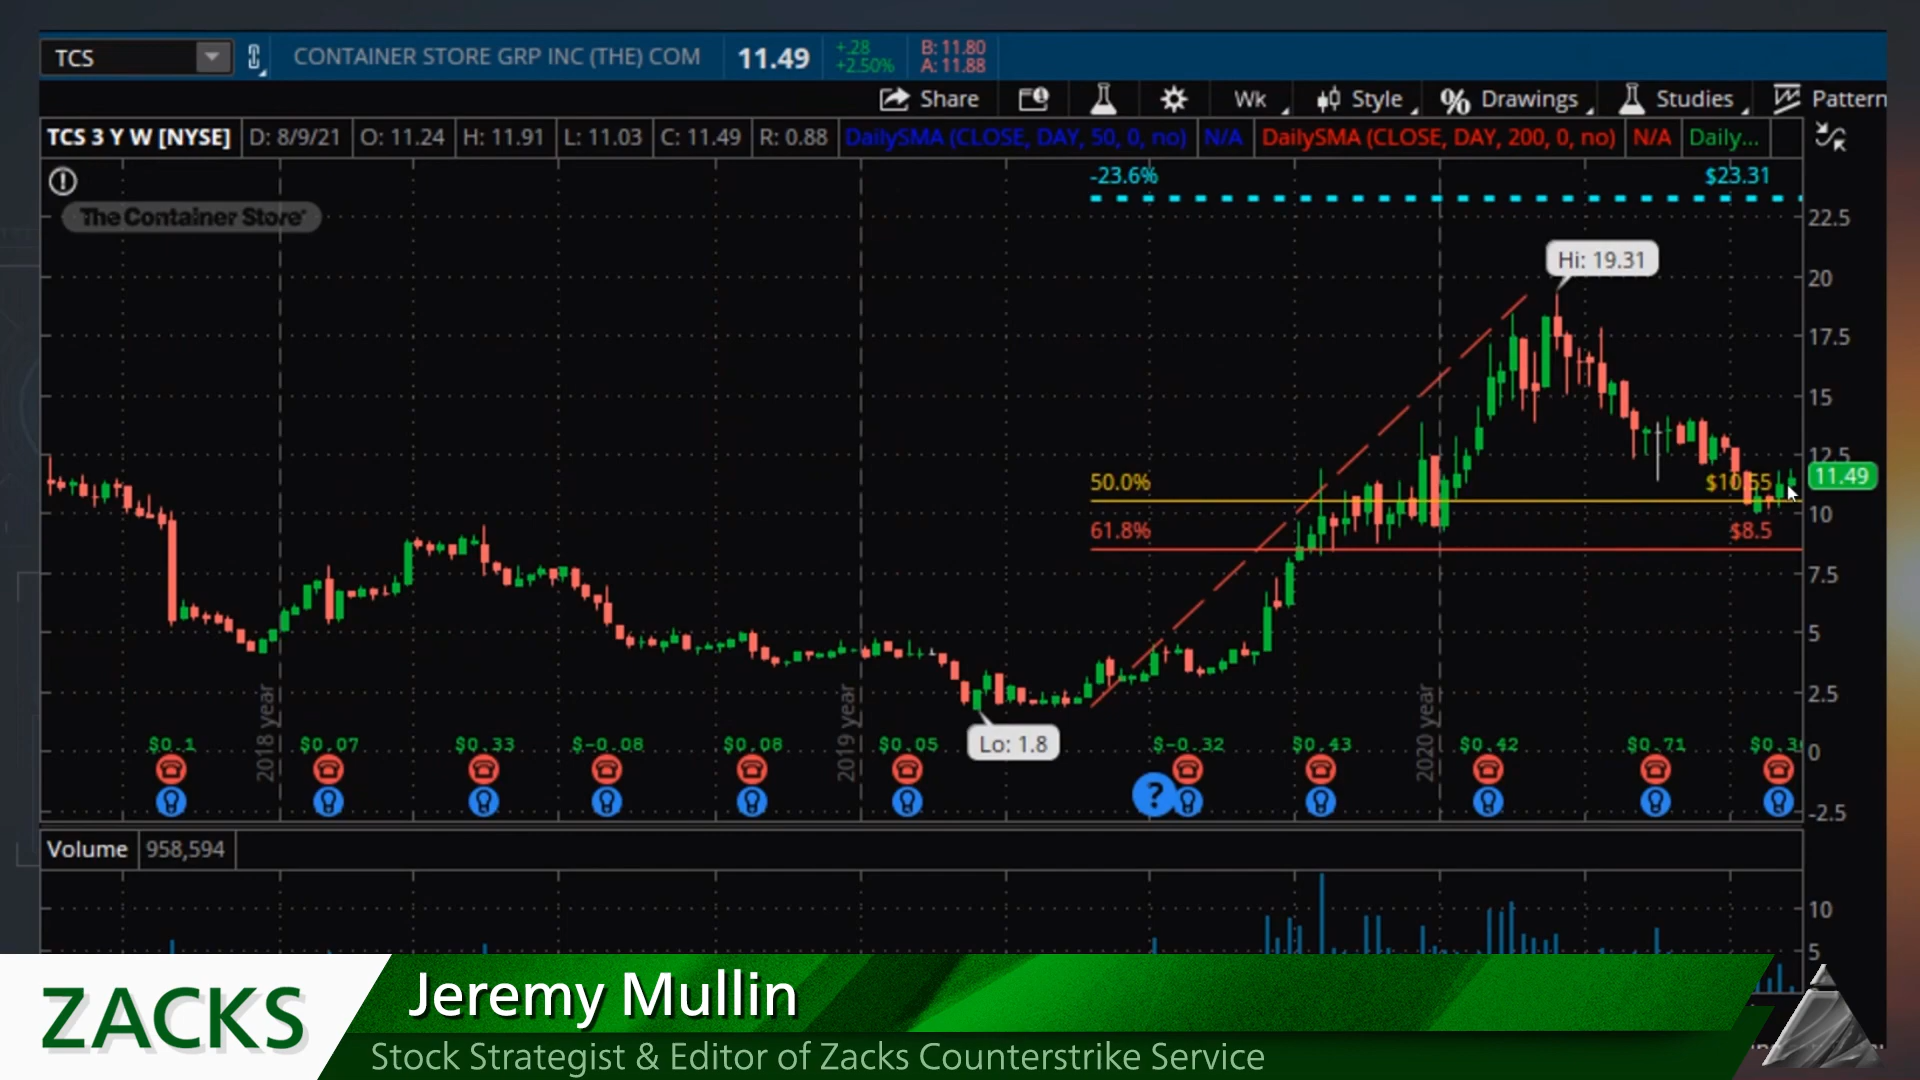 TCS CONTAINER STORE GRP INC (THE) COM 11.49 +.28 +2.50% B: 11.80 A: 11.88
Share Wk Style Drawings Studies Pattern
TCS 3 Y W [NYSE] D: 8/9/21 O: 11.24 H: 11.91 L: 11.03 C: 11.49 R: 0.88 DailySMA (CLOSE, DAY, 50, 0, no) N/A DailySMA (CLOSE, DAY, 200, 0, no) N/A Daily...
-23.6% $23.31
The Container Store
22.5
Hi: 19.31
20
17.5
15
12.5
11.49
50.0% $10.55
10
61.8% $8.5
7.5
5
2.5
2018 year 2019 year 2020 year
Lo: 1.8
$0.1 $0.07 $0.33 $-0.08 $0.08 $0.05 $-0.32 $0.43 $0.42 $0.71 $0.3
0
?
-2.5
Volume 958,594
10
5
ZACKS
Jeremy Mullin
Stock Strategist & Editor of Zacks Counterstrike Service